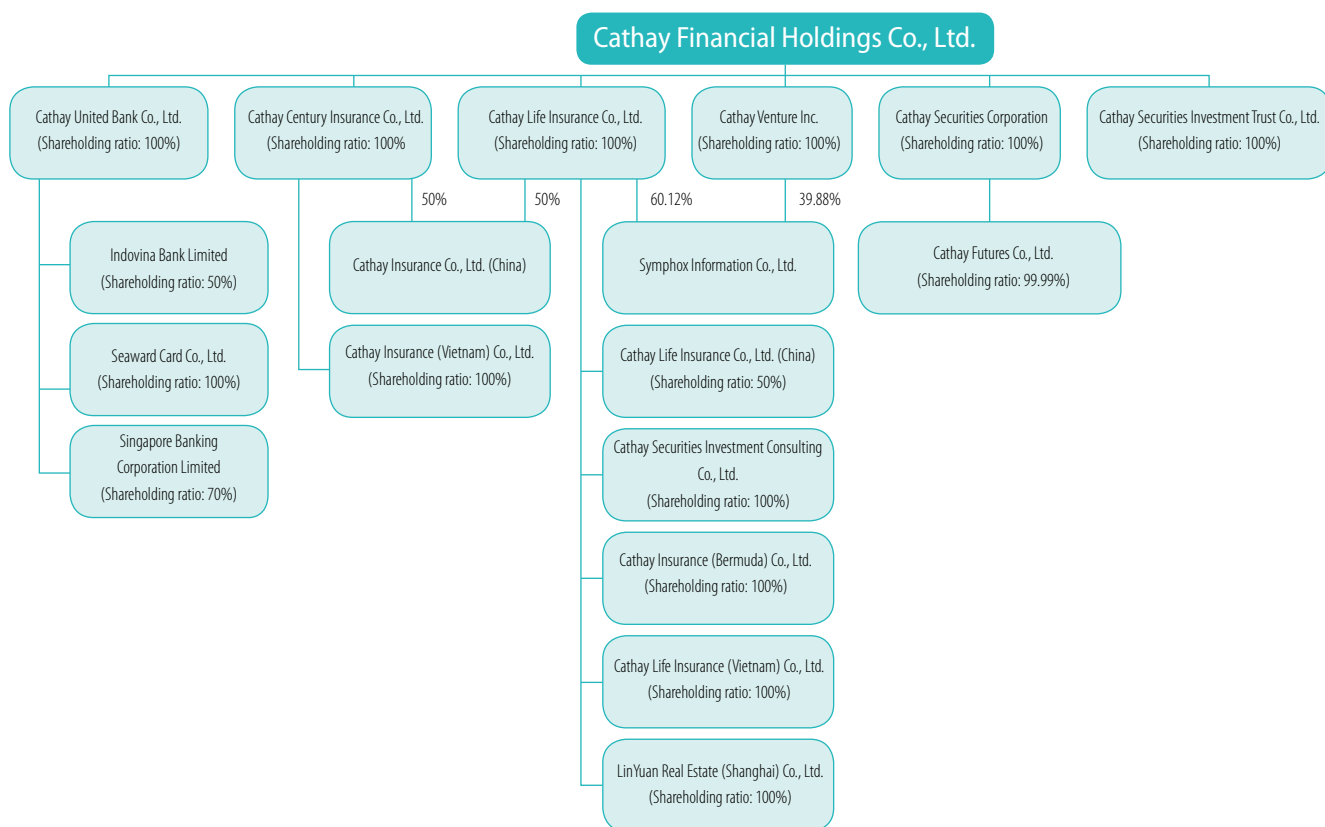 Cathay Financial Holdings Co., Ltd.
Cathay United Bank Co., Ltd.
(Shareholding ratio: 100%)
Cathay Century Insurance Co., Ltd.
(Shareholding ratio: 100%
Cathay Life Insurance Co., Ltd.
(Shareholding ratio: 100%)
Cathay Venture Inc.
(Shareholding ratio: 100%)
Cathay Securities Corporation
(Shareholding ratio: 100%)
Cathay Securities Investment Trust Co., Ltd.
(Shareholding ratio: 100%)
50%
50%
60.12%
39.88%
Indovina Bank Limited
(Shareholding ratio: 50%)
Cathay Insurance Co., Ltd. (China)
Symphox Information Co., Ltd.
Cathay Futures Co., Ltd.
(Shareholding ratio: 99.99%)
Seaward Card Co., Ltd.
(Shareholding ratio: 100%)
Cathay Insurance (Vietnam) Co., Ltd.
(Shareholding ratio: 100%)
Cathay Life Insurance Co., Ltd. (China)
(Shareholding ratio: 50%)
Singapore Banking
Corporation Limited
(Shareholding ratio: 70%)
Cathay Securities Investment Consulting
Co., Ltd.
(Shareholding ratio: 100%)
Cathay Insurance (Bermuda) Co., Ltd.
(Shareholding ratio: 100%)
Cathay Life Insurance (Vietnam) Co., Ltd.
(Shareholding ratio: 100%)
LinYuan Real Estate (Shanghai) Co., Ltd.
(Shareholding ratio: 100%)